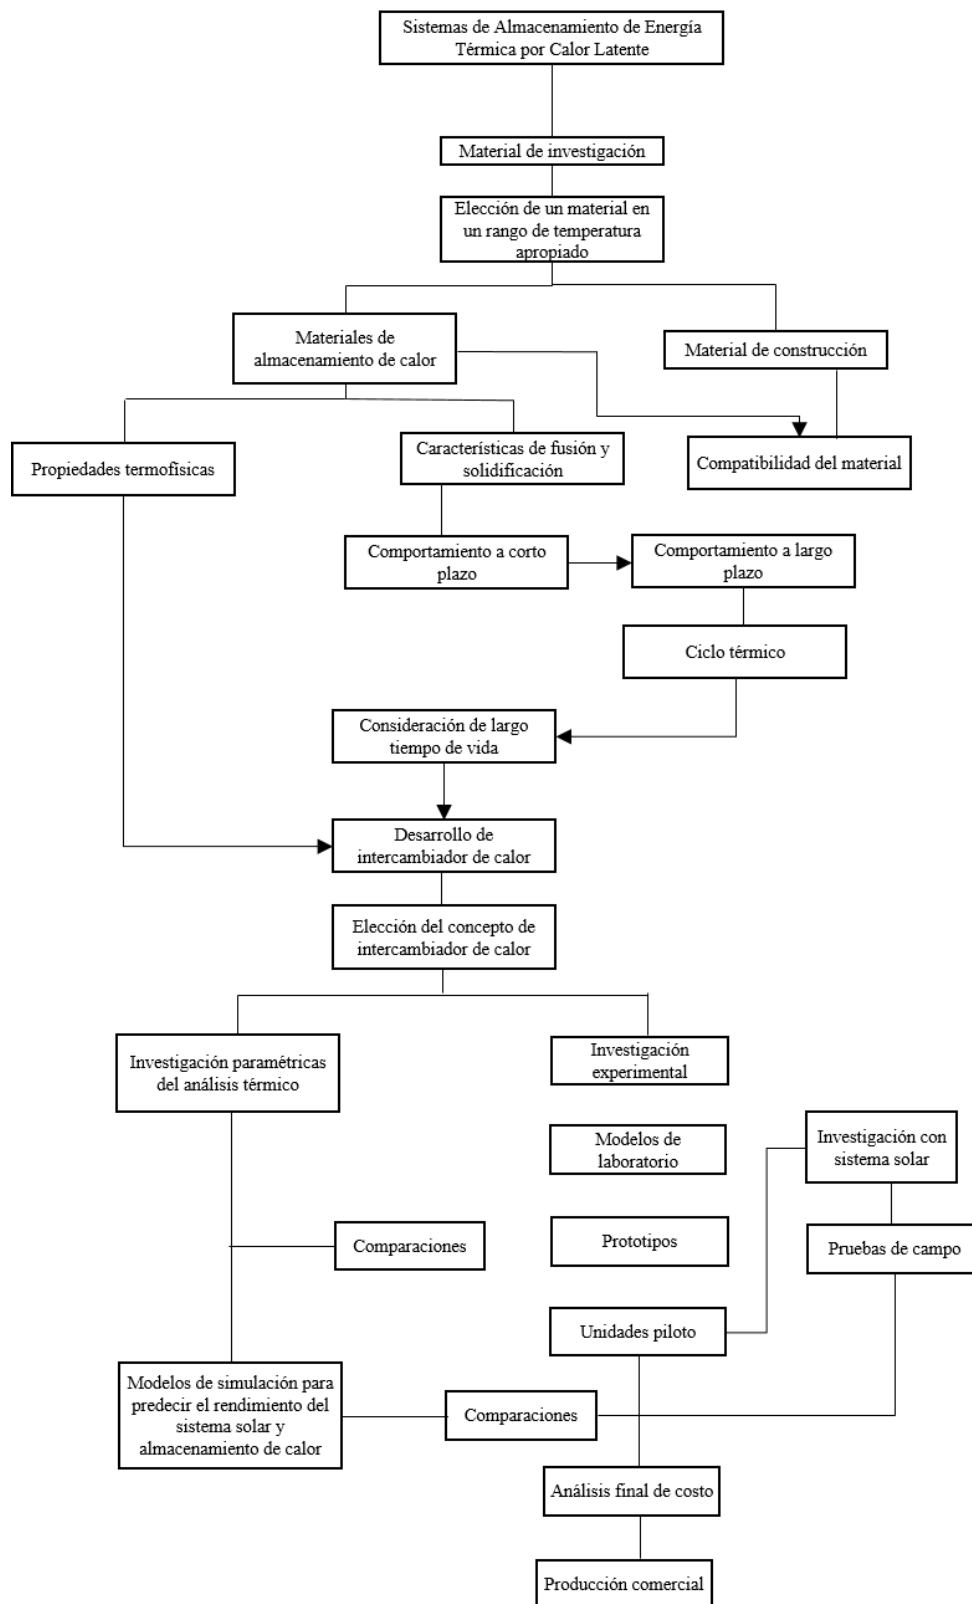 Sistemas de Almacenamiento de Energía
Térmica por Calor Latente
Material de investigación
Elección de un material en
un rango de temperatura
apropiado
Materiales de
almacenamiento de calor
Material de construcción
Propiedades termofísicas
Características de fusión y
solidificación
Compatibilidad del material
Comportamiento a corto
plazo
Comportamiento a largo
plazo
Ciclo térmico
Consideración de largo
tiempo de vida
Desarrollo de
intercambiador de calor
Elección del concepto de
intercambiador de calor
Investigación paramétricas
del análisis térmico
Investigación
experimental
Modelos de
laboratorio
Investigación con
sistema solar
Comparaciones
Prototipos
Pruebas de campo
Unidades piloto
Modelos de simulación para
predecir el rendimiento del
sistema solar y
almacenamiento de calor
Comparaciones
Análisis final de costo
Producción comercial